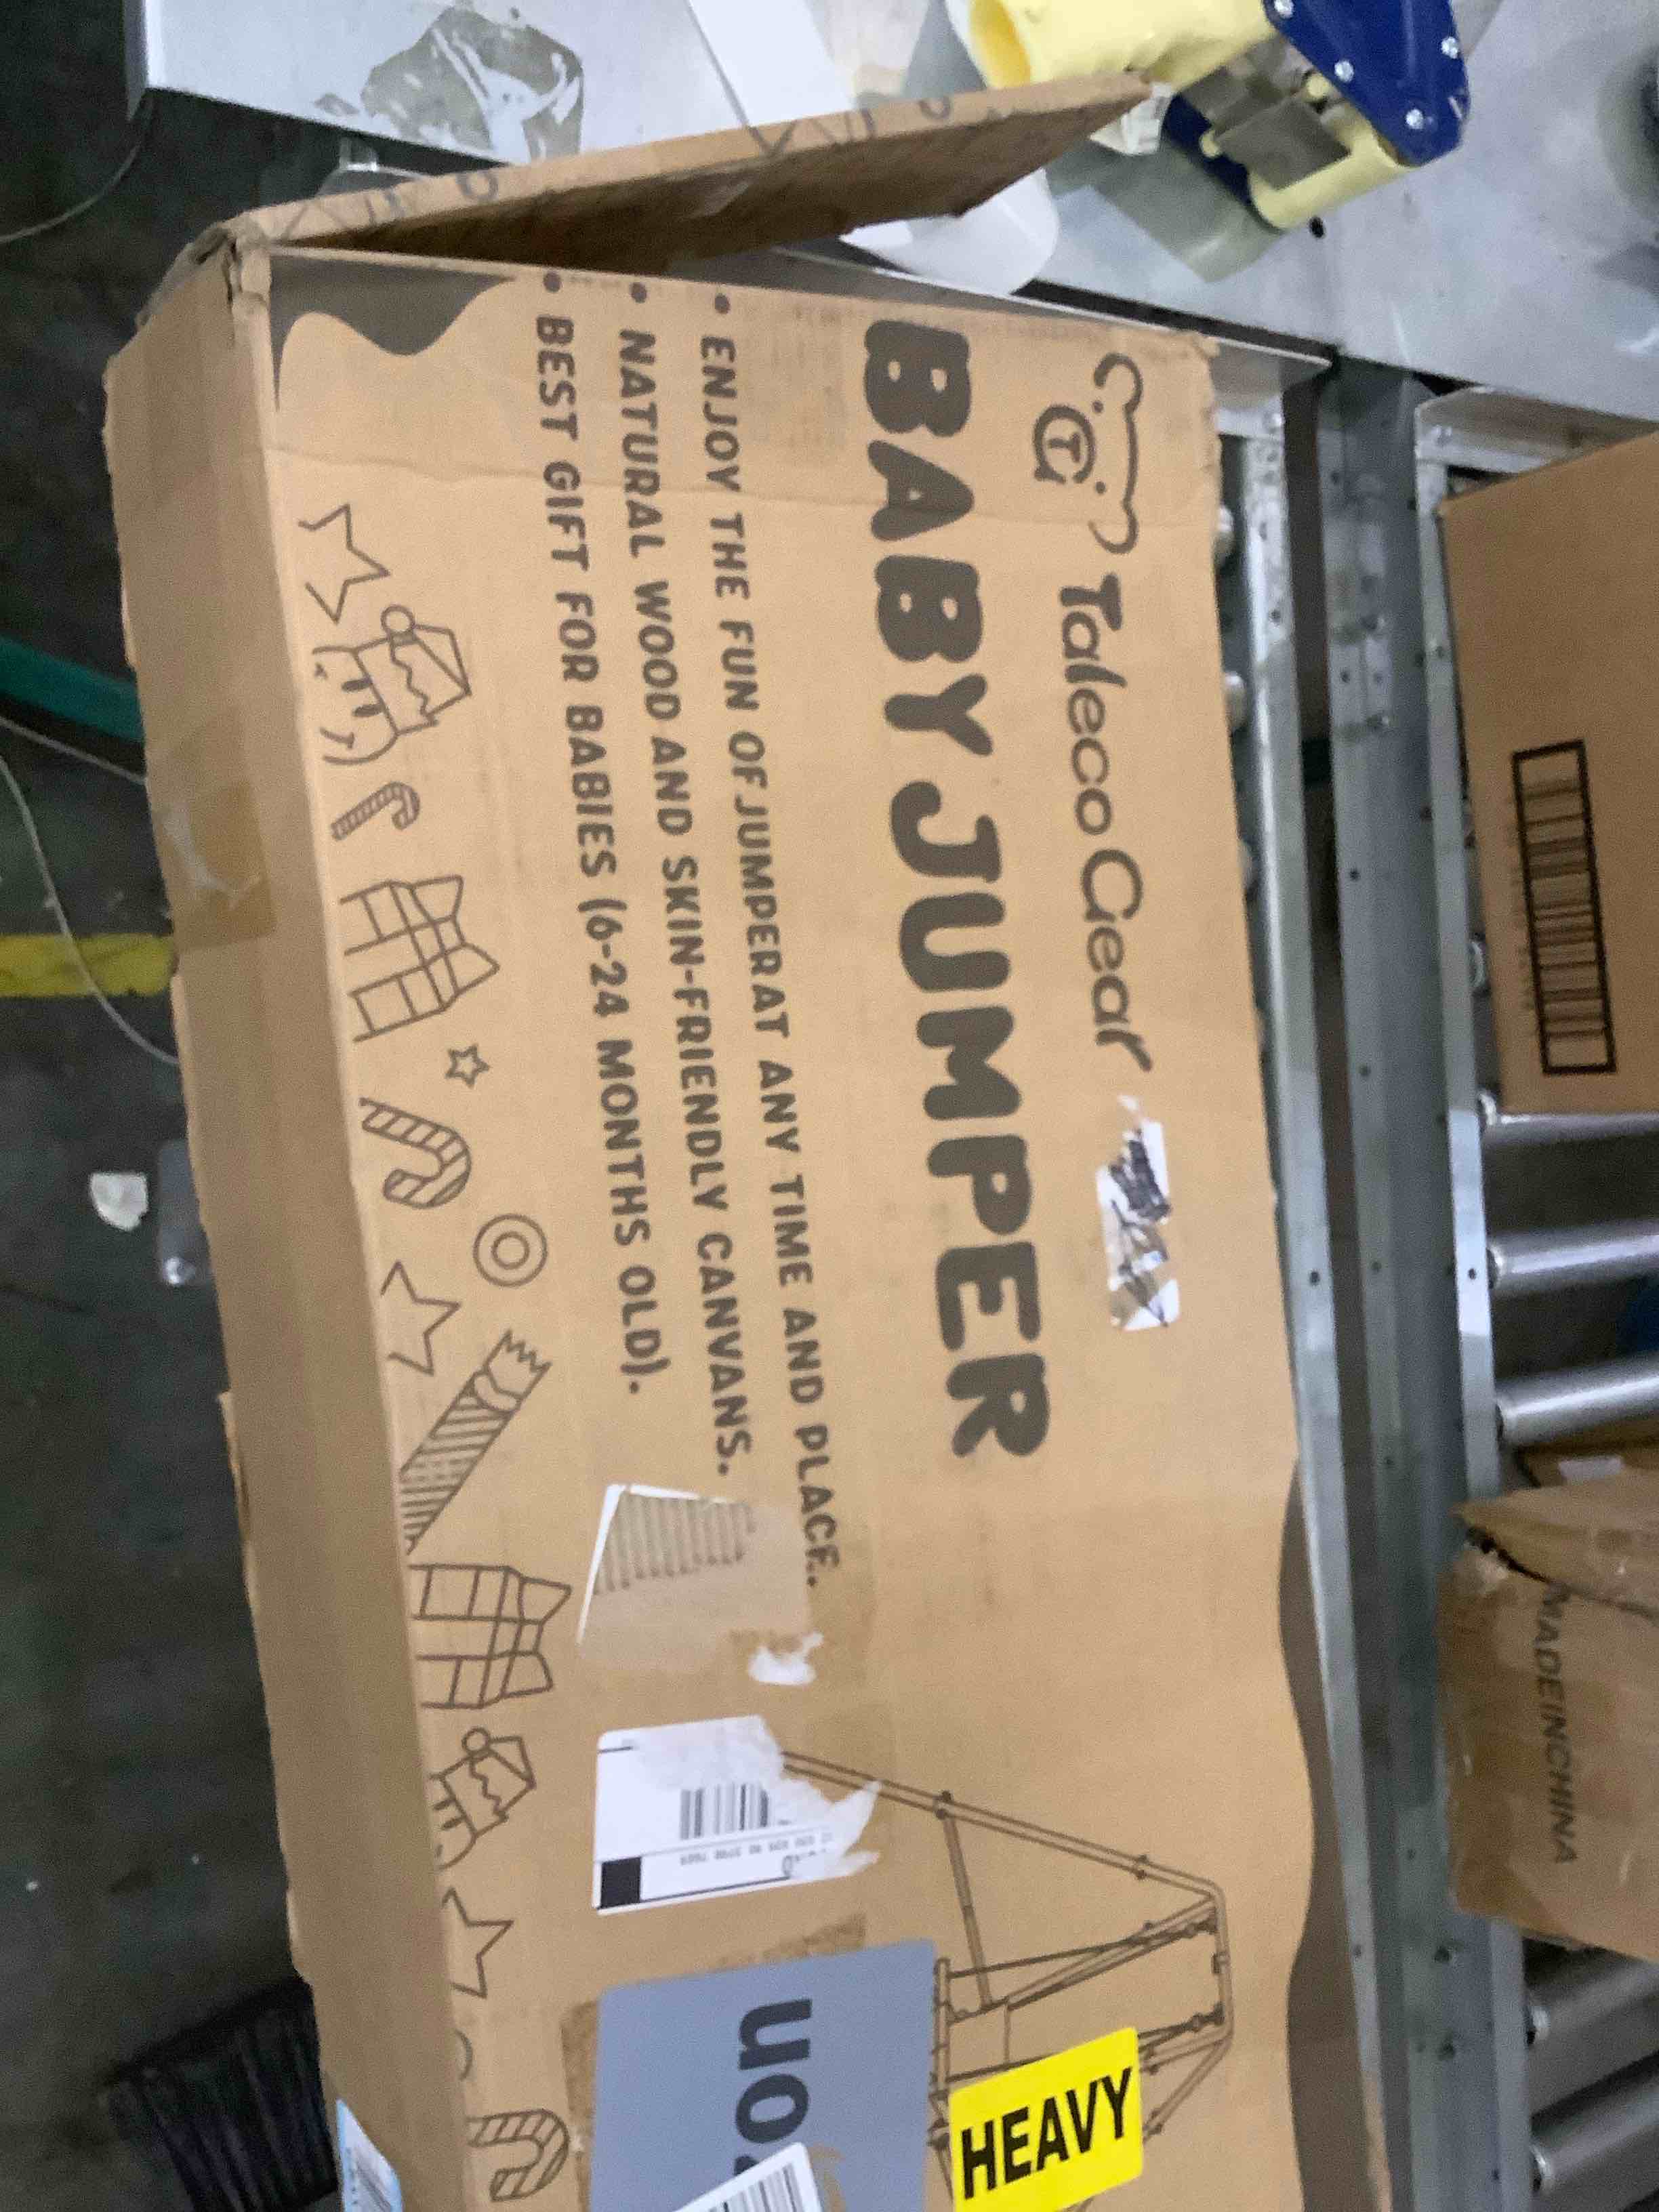 T
Taleco Gear
BABY JUMPER
• ENJOY THE FUN OF JUMPERAT ANY TIME AND PLACE.
• NATURAL WOOD AND SKIN-FRIENDLY CANVANS.
• BEST GIFT FOR BABIES (6-24 MONTHS OLD).
on
HEAVY
MADEINCHINA